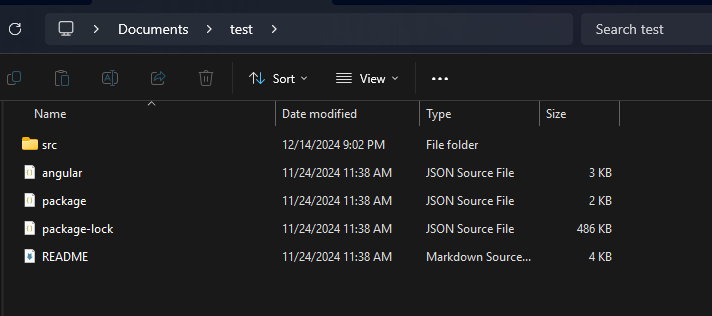 Documents test Search test
Sort View
Name Date modified Type Size
src 12/14/2024 9:02 PM File folder
angular 11/24/2024 11:38 AM JSON Source File 3 KB
package 11/24/2024 11:38 AM JSON Source File 2 KB
package-lock 11/24/2024 11:38 AM JSON Source File 486 KB
README 11/24/2024 11:38 AM Markdown Source... 4 KB